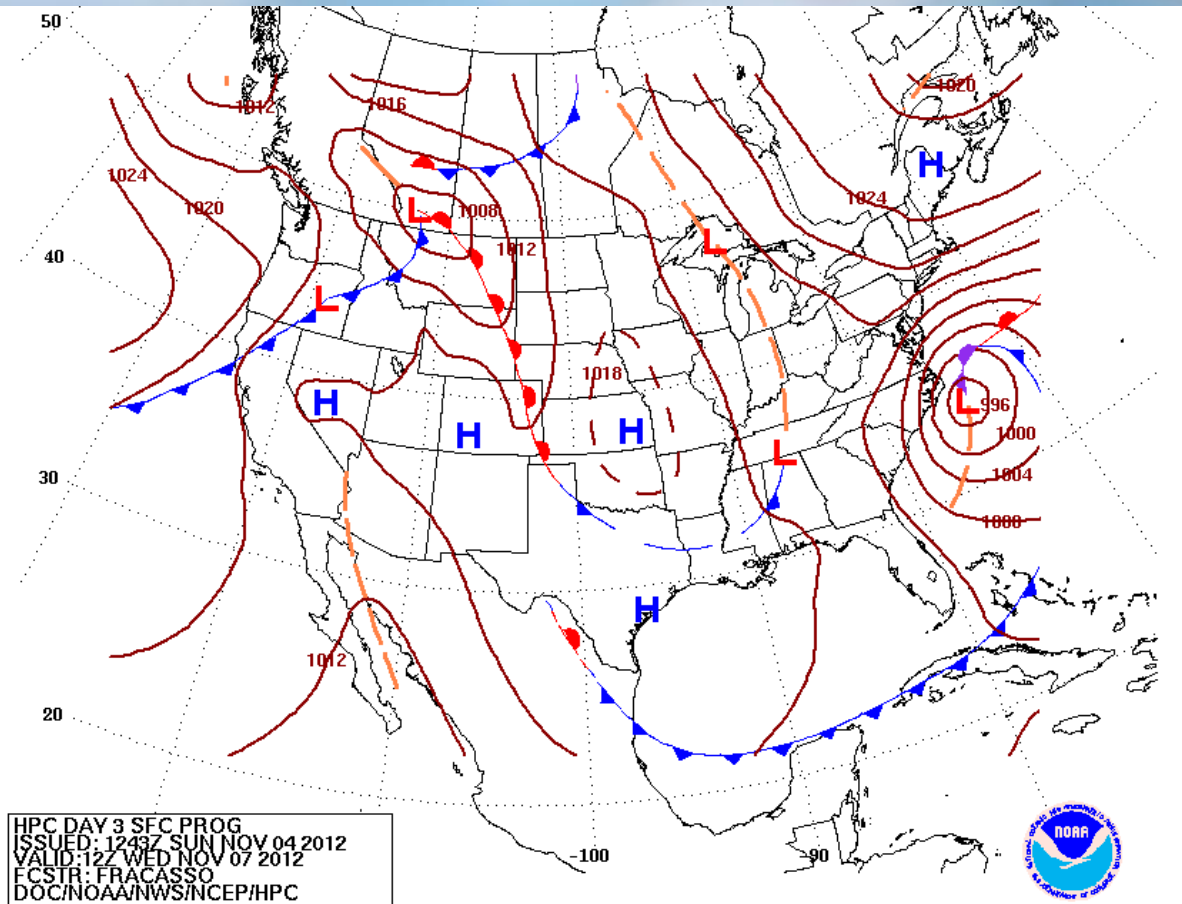 50
1012
1016
1020
H
1024
1024
1020
L
1008
L
40
1012
L
1018
H
L
996
H
H
1000
L
30
1004
1008
H
1012
20
HPC DAY 3 SFC PROG
ISSUED: 1243Z SUN NOV 04 2012
VALID:12Z WED NOV 07 2012
FCSTR: FRACASSO
DOC/NOAA/NWS/NCEP/HPC
-100
-90
NOAA